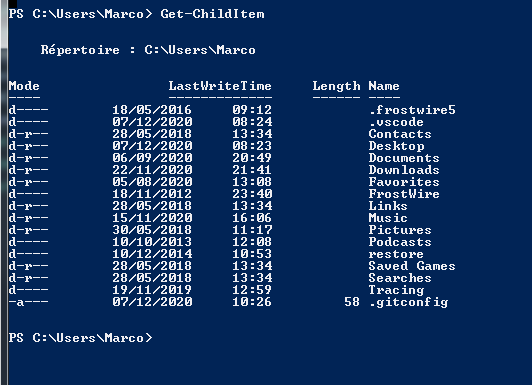 PS C:\Users\Marco> Get-ChildItem
Répertoire : C:\Users\Marco
Mode LastWriteTime Length Name
---- ------------- ------ ----
d---- 18/05/2016 09:12 .frostwire5
d---- 07/12/2020 08:24 .vscode
d-r-- 28/05/2018 13:34 Contacts
d-r-- 07/12/2020 08:23 Desktop
d-r-- 06/09/2020 20:49 Documents
d-r-- 22/11/2020 21:41 Downloads
d-r-- 05/08/2020 13:08 Favorites
d---- 18/11/2012 23:40 FrostWire
d-r-- 28/05/2018 13:34 Links
d-r-- 15/11/2020 16:06 Music
d-r-- 30/05/2018 11:17 Pictures
d---- 10/10/2013 12:08 Podcasts
d---- 10/12/2014 10:53 restore
d-r-- 28/05/2018 13:34 Saved Games
d-r-- 28/05/2018 13:34 Searches
d---- 19/11/2019 12:59 Tracing
-a--- 07/12/2020 10:26 58 .gitconfig
PS C:\Users\Marco>